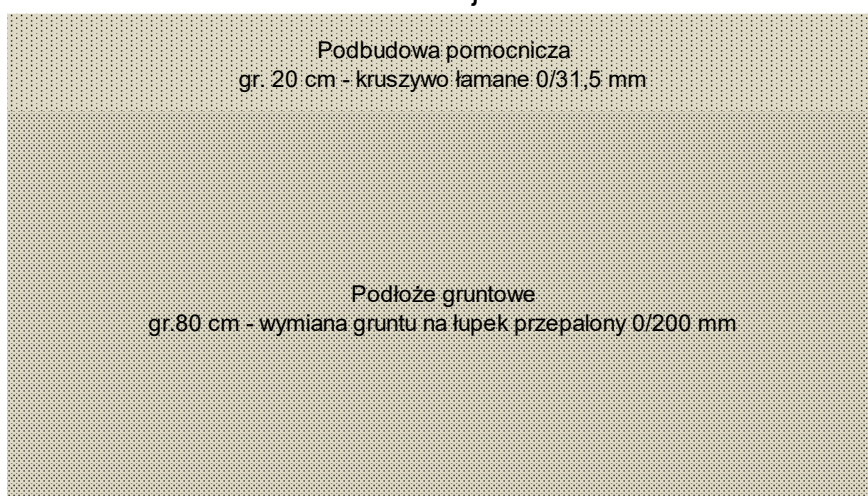 Podbudowa pomocnicza
gr. 20 cm - kruszywo łamane 0/31,5 mm
Podłoże gruntowe
gr.80 cm - wymiana gruntu na łupek przepalony 0/200 mm